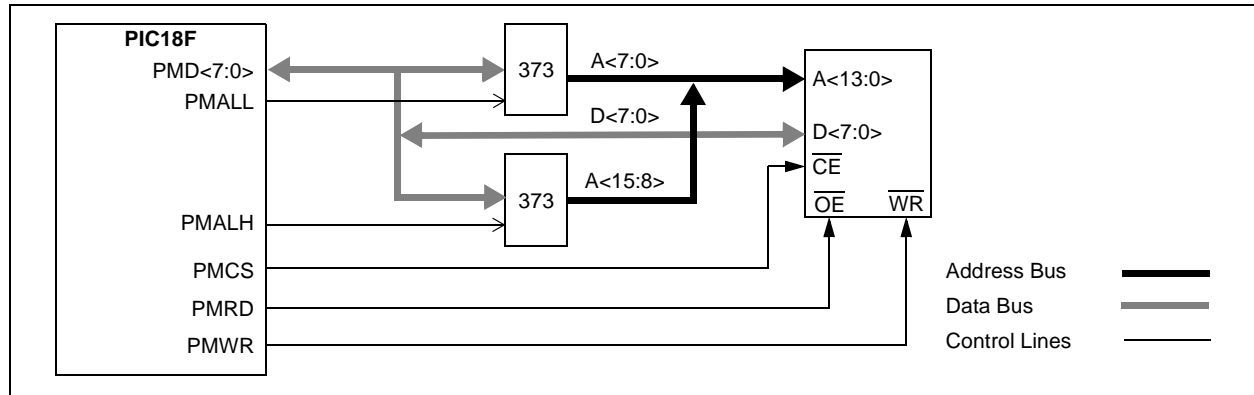 PIC18F
PMD<7:0>
PMALL
373
A<7:0>
A<13:0>
D<7:0>
D<7:0>
CE
373
A<15:8>
OE WR
PMALH
PMCS
PMRD
PMWR
Address Bus
Data Bus
Control Lines